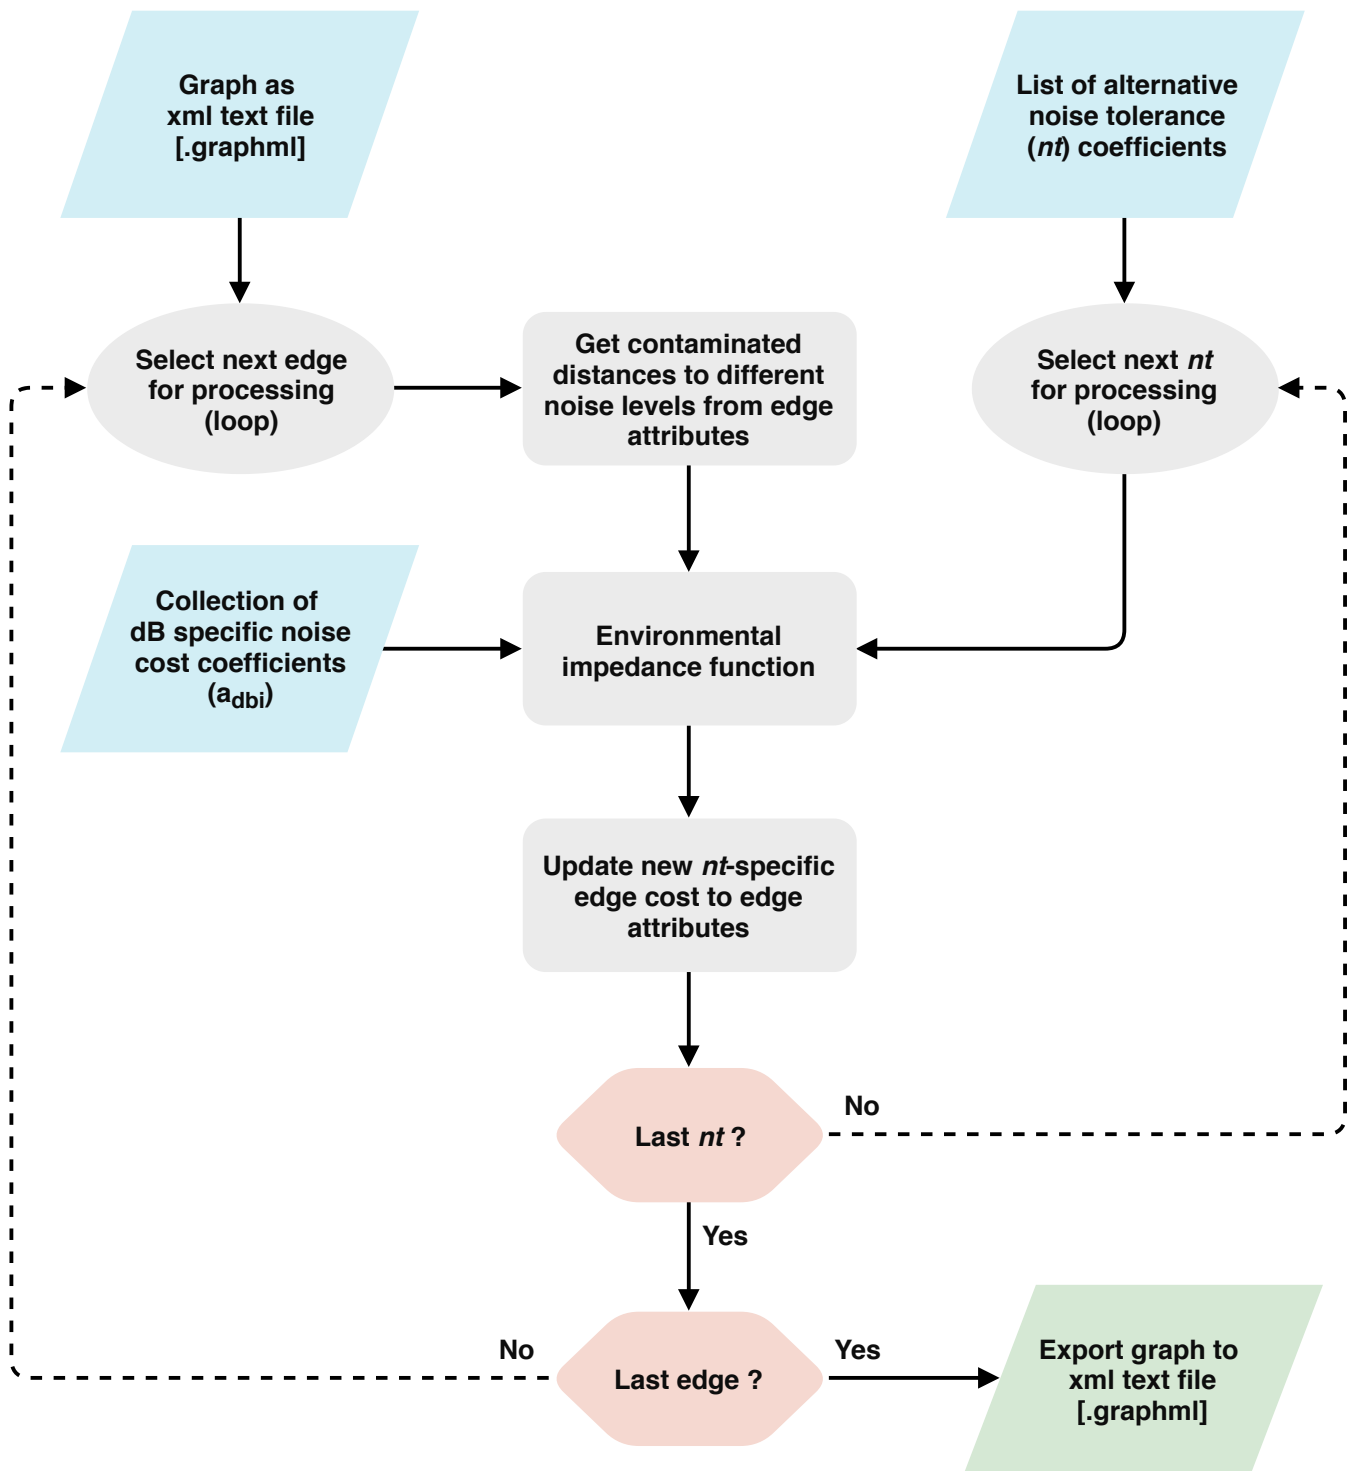 Graph as
xml text file
[.graphml]
List of alternative
noise tolerance
(nt) coefficients
Select next edge
for processing
(loop)
Get contaminated
distances to different
noise levels from edge
attributes
Select next nt
for processing
(loop)
Collection of
dB specific noise
cost coefficients
(adbi)
Environmental
impedance function
Update new nt-specific
edge cost to edge
attributes
Last nt ?
No
Yes
Last edge ?
No
Yes
Export graph to
xml text file
[.graphml]